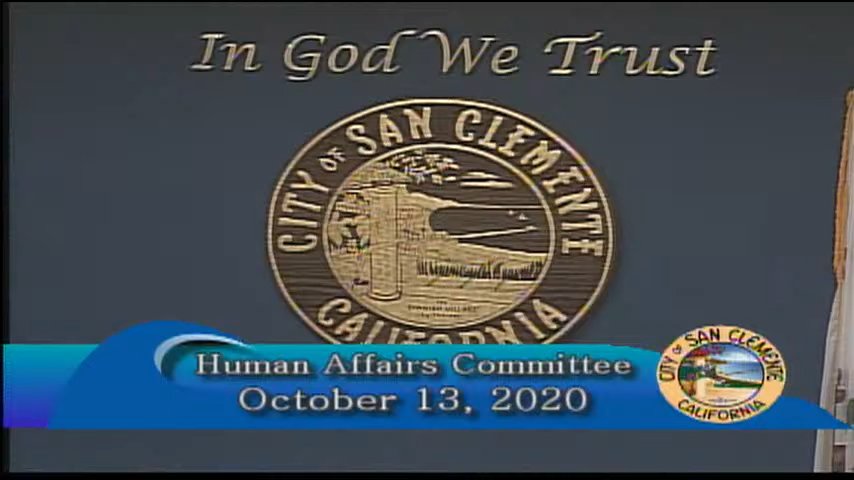 In God We Trust
CITY OF SAN CLEMENTE
CALIFORNIA
Human Affairs Committee
October 13, 2020
CITY OF SAN CLEMENTE
CALIFORNIA